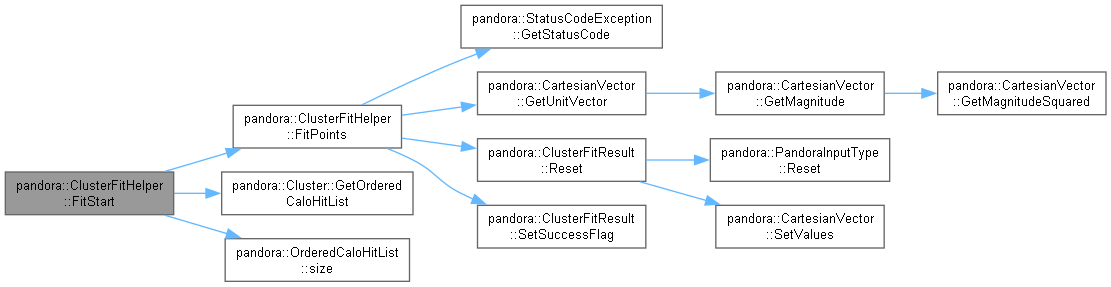 pandora::StatusCodeException
::GetStatusCode
pandora::CartesianVector
::GetUnitVector
pandora::CartesianVector
::GetMagnitude
pandora::CartesianVector
::GetMagnitudeSquared
pandora::ClusterFitHelper
::FitPoints
pandora::ClusterFitResult
::Reset
pandora::PandoraInputType
::Reset
pandora::ClusterFitHelper
::FitStart
pandora::Cluster::GetOrdered
CaloHitList
pandora::ClusterFitResult
::SetSuccessFlag
pandora::CartesianVector
::SetValues
pandora::OrderedCaloHitList
::size